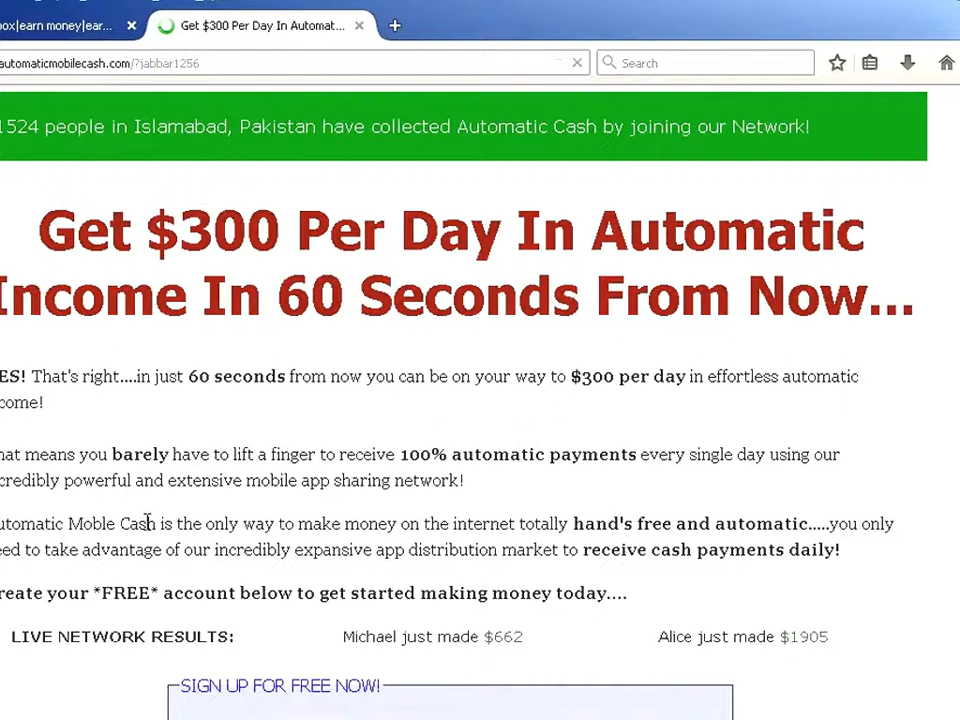 box|earn money|ear...
Get $300 Per Day In Automat...
automaticmobilecash.com/?jabbar1256
Search
1524 people in Islamabad, Pakistan have collected Automatic Cash by joining our Network!
Get $300 Per Day In Automatic
Income In 60 Seconds From Now...
ES! That's right....in just 60 seconds from now you can be on your way to $300 per day in effortless automatic
come!
hat means you barely have to lift a finger to receive 100% automatic payments every single day using our
credibly powerful and extensive mobile app sharing network!
utomatic Moble Cash is the only way to make money on the internet totally hand's free and automatic.....you only
eed to take advantage of our incredibly expansive app distribution market to receive cash payments daily!
reate your *FREE* account below to get started making money today....
LIVE NETWORK RESULTS: Michael just made $662 Alice just made $1905
SIGN UP FOR FREE NOW!